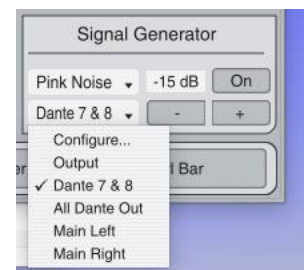 Signal Generator
Pink Noise -15 dB On
Dante 7 & 8 - +
Configure...
Output
✓ Dante 7 & 8
All Dante Out
Main Left
Main Right
Bar